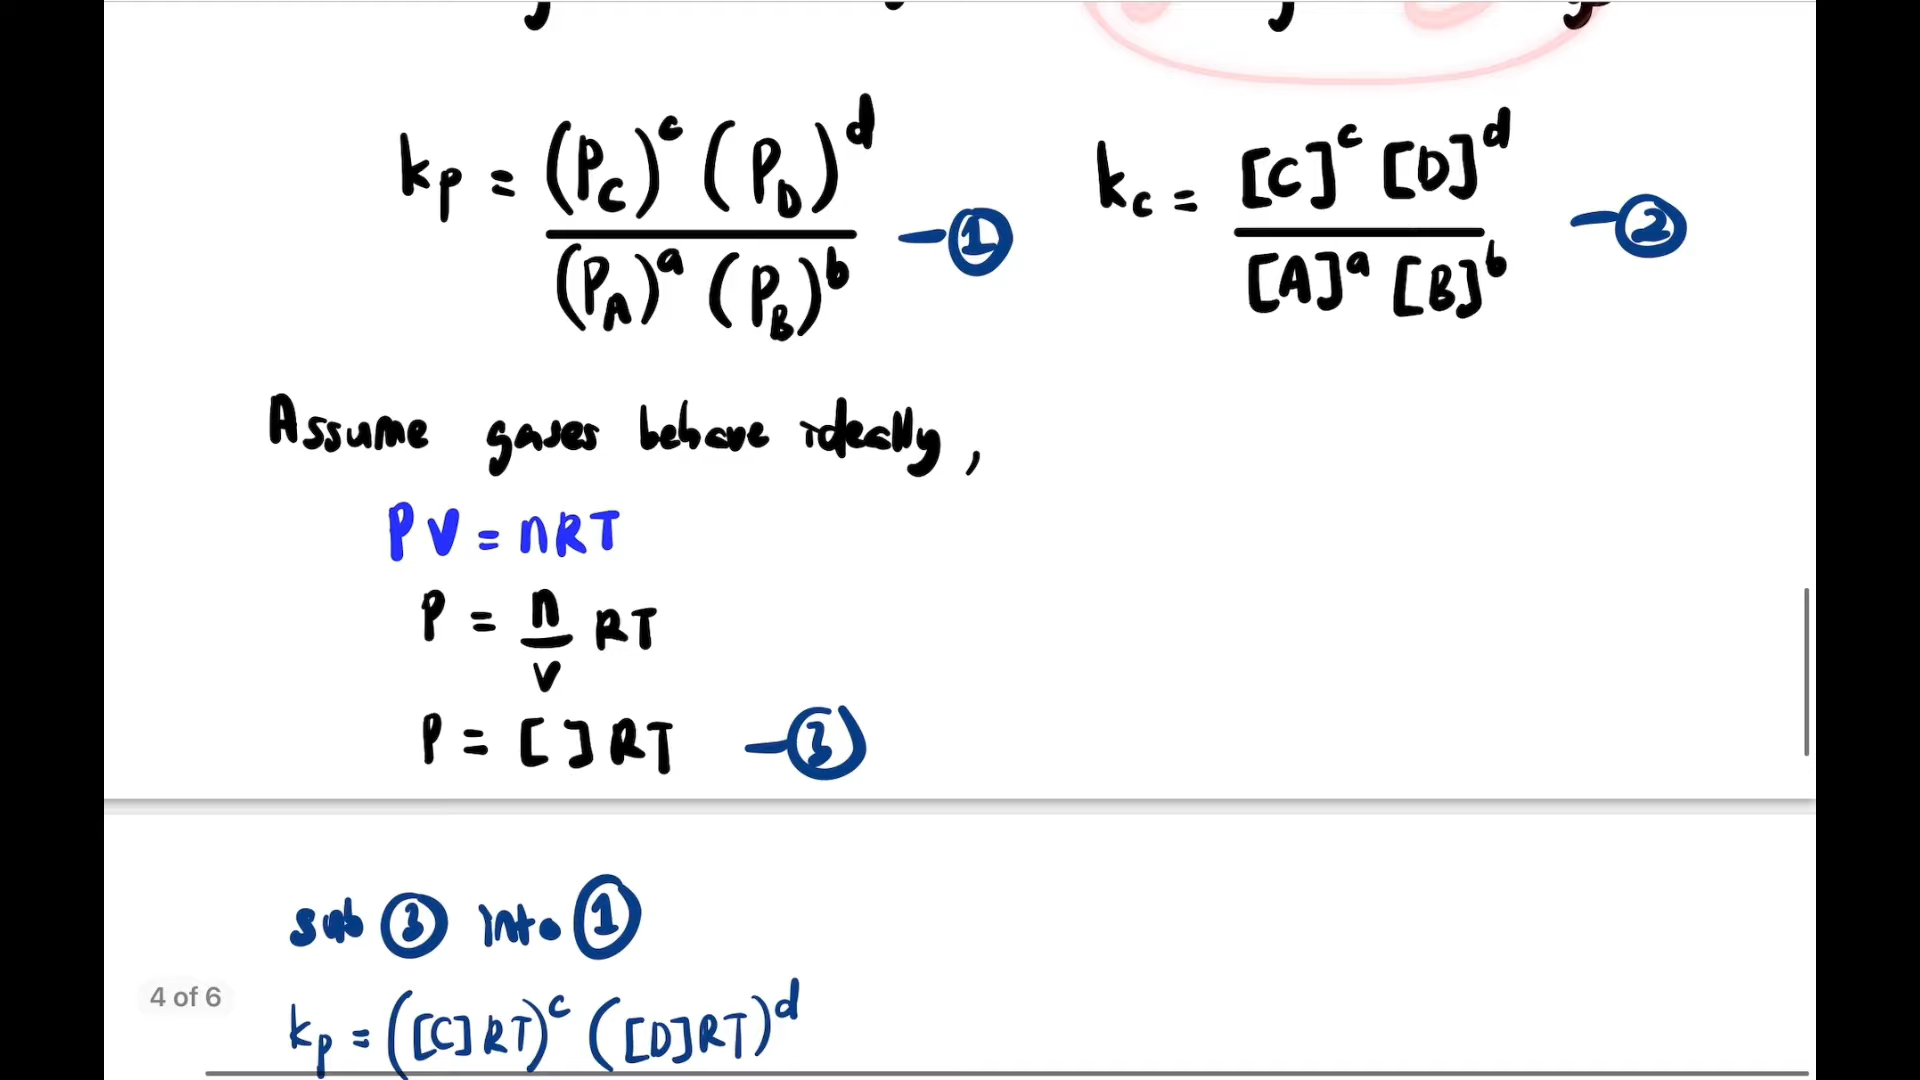 kp = (PC)^c (PD)^d / (PA)^a (PB)^b — ①
kc = [C]^c [D]^d / [A]^a [B]^b — ②
Assume gases behave ideally,
PV = nRT
P = n/v RT
P = [ ] RT — ③
sub ③ into ①
4 of 6
kp = ([C] RT)^c ([D] RT)^d